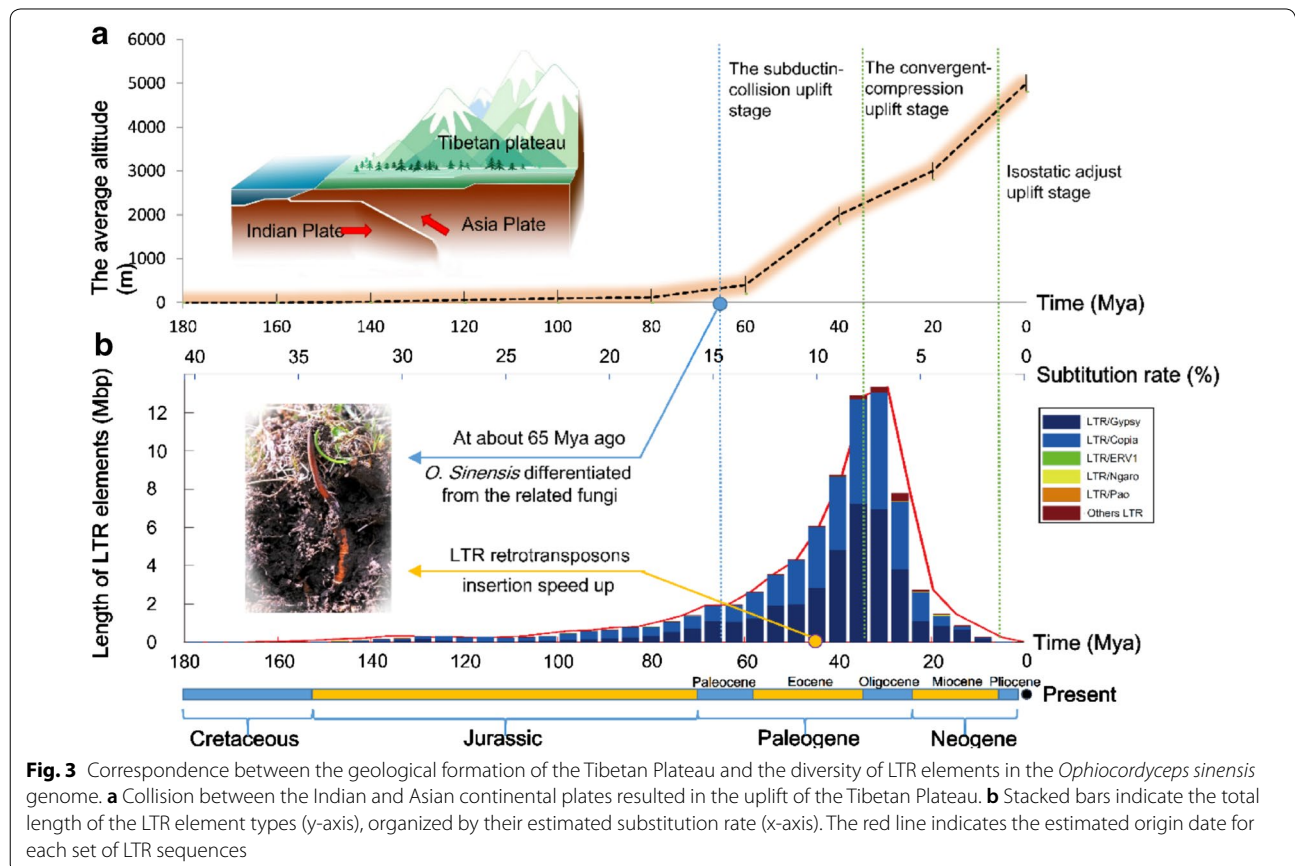 a
6000
5000
4000
3000
2000
1000
0
The average altitude
(m)
The subductin-
collision uplift
stage
The convergent-
compression
uplift stage
Isostatic adjust
uplift stage
Tibetan plateau
Indian Plate
Asia Plate
180
160
140
120
100
80
60
40
20
0
Time (Mya)
b
40
35
30
25
20
15
10
5
0
Subtitution rate (%)
Length of LTR elements (Mbp)
12
10
8
6
4
2
0
At about 65 Mya ago
O. Sinensis differentiated
from the related fungi
LTR retrotransposons
insertion speed up
LTR/Gypsy
LTR/Copia
LTR/ERV1
LTR/Ngaro
LTR/Pao
Others LTR
Time (Mya)
180
160
140
120
100
80
60
40
20
0
Paleocene
Eocene
Oligocene
Miocene
Pliocene
Present
Cretaceous
Jurassic
Paleogene
Neogene
Fig. 3 Correspondence between the geological formation of the Tibetan Plateau and the diversity of LTR elements in the Ophiocordyceps sinensis
genome. a Collision between the Indian and Asian continental plates resulted in the uplift of the Tibetan Plateau. b Stacked bars indicate the total
length of the LTR element types (y-axis), organized by their estimated substitution rate (x-axis). The red line indicates the estimated origin date for
each set of LTR sequences